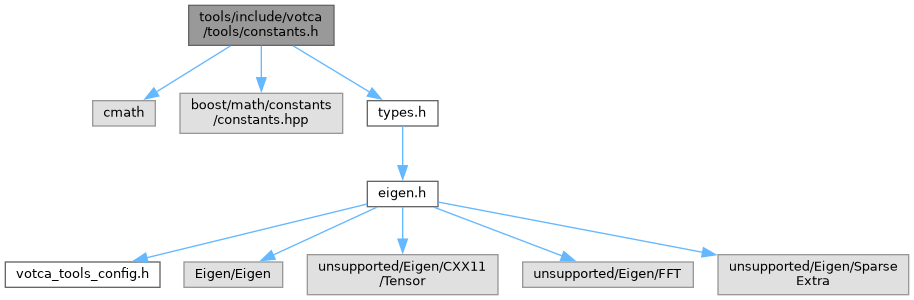 tools/include/votca
/tools/constants.h
cmath
boost/math/constants
/constants.hpp
types.h
eigen.h
votca_tools_config.h
Eigen/Eigen
unsupported/Eigen/CXX11
/Tensor
unsupported/Eigen/FFT
unsupported/Eigen/Sparse
Extra